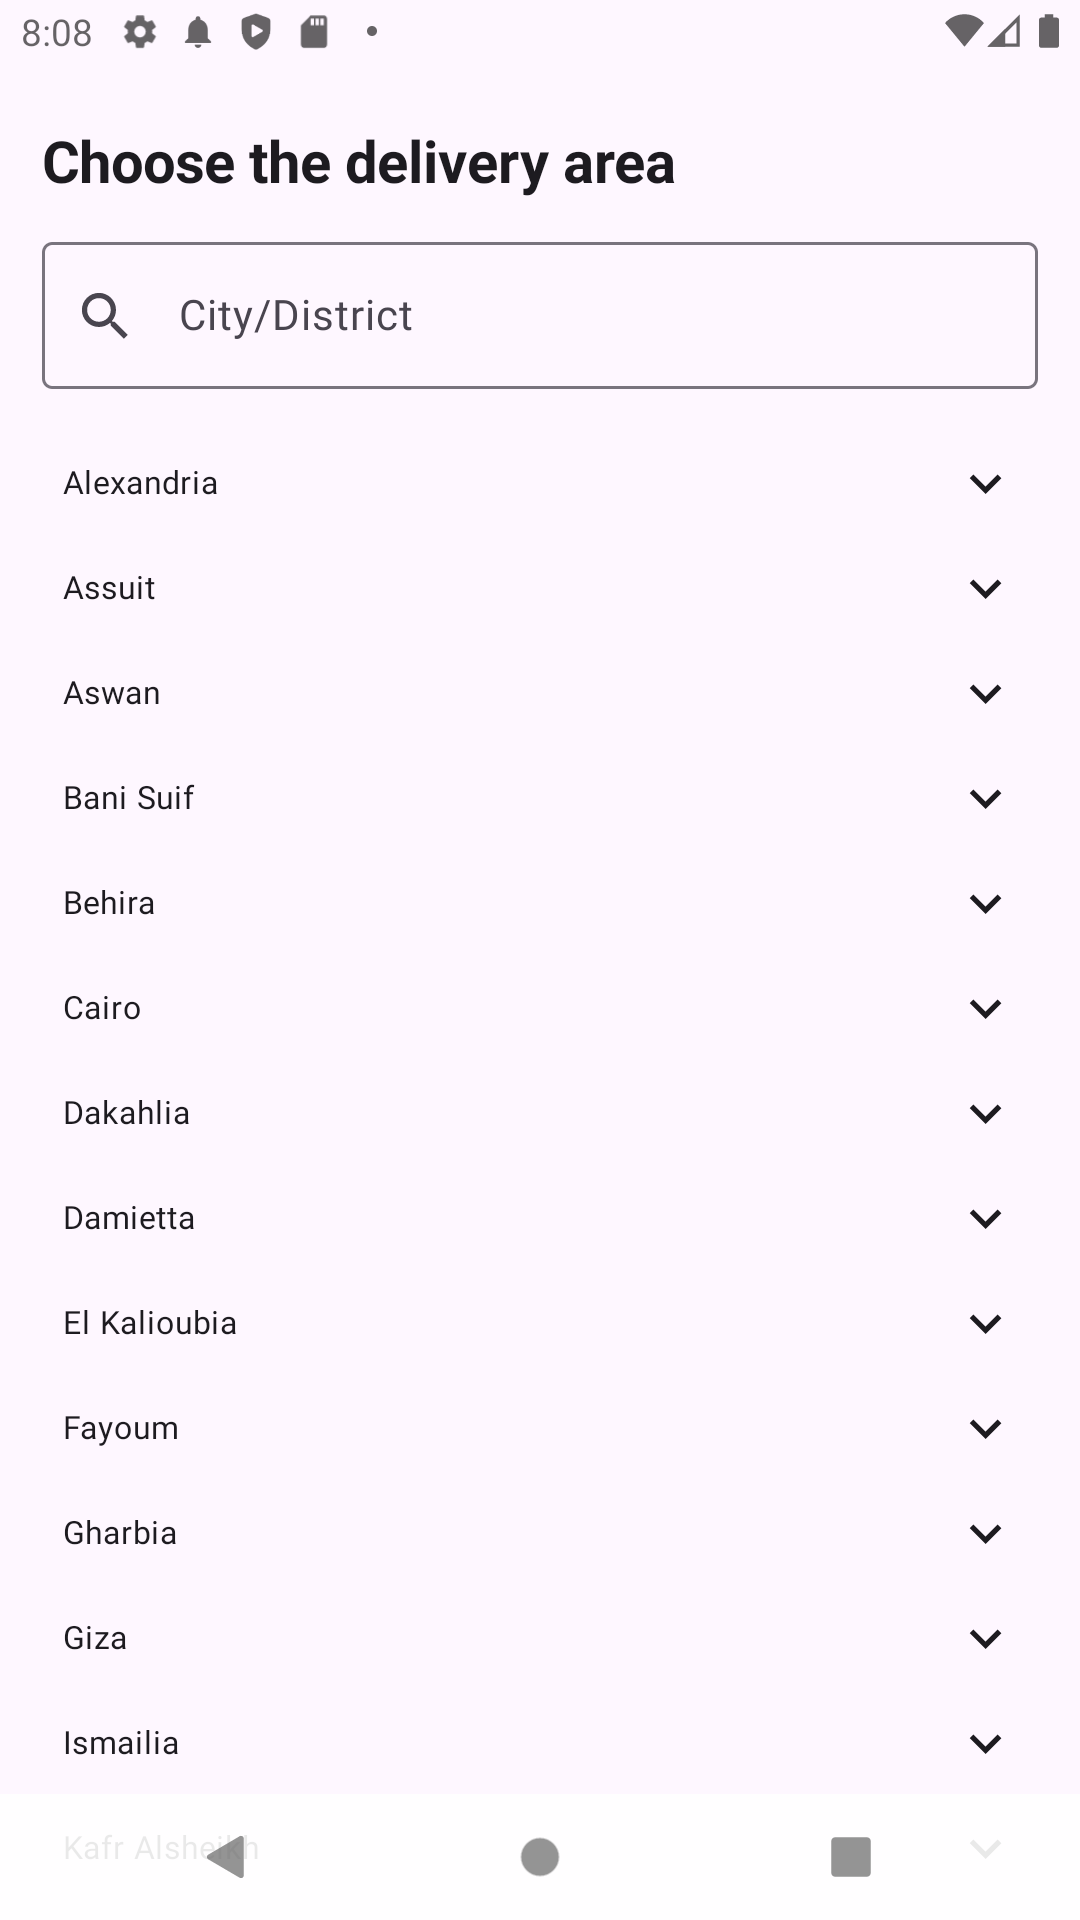 8:08
Choose the delivery area
City/District
Alexandria
Assuit
Aswan
Bani Suif
Behira
Cairo
Dakahlia
Damietta
El Kalioubia
Fayoum
Gharbia
Giza
Ismailia
Kafr Alsheikh